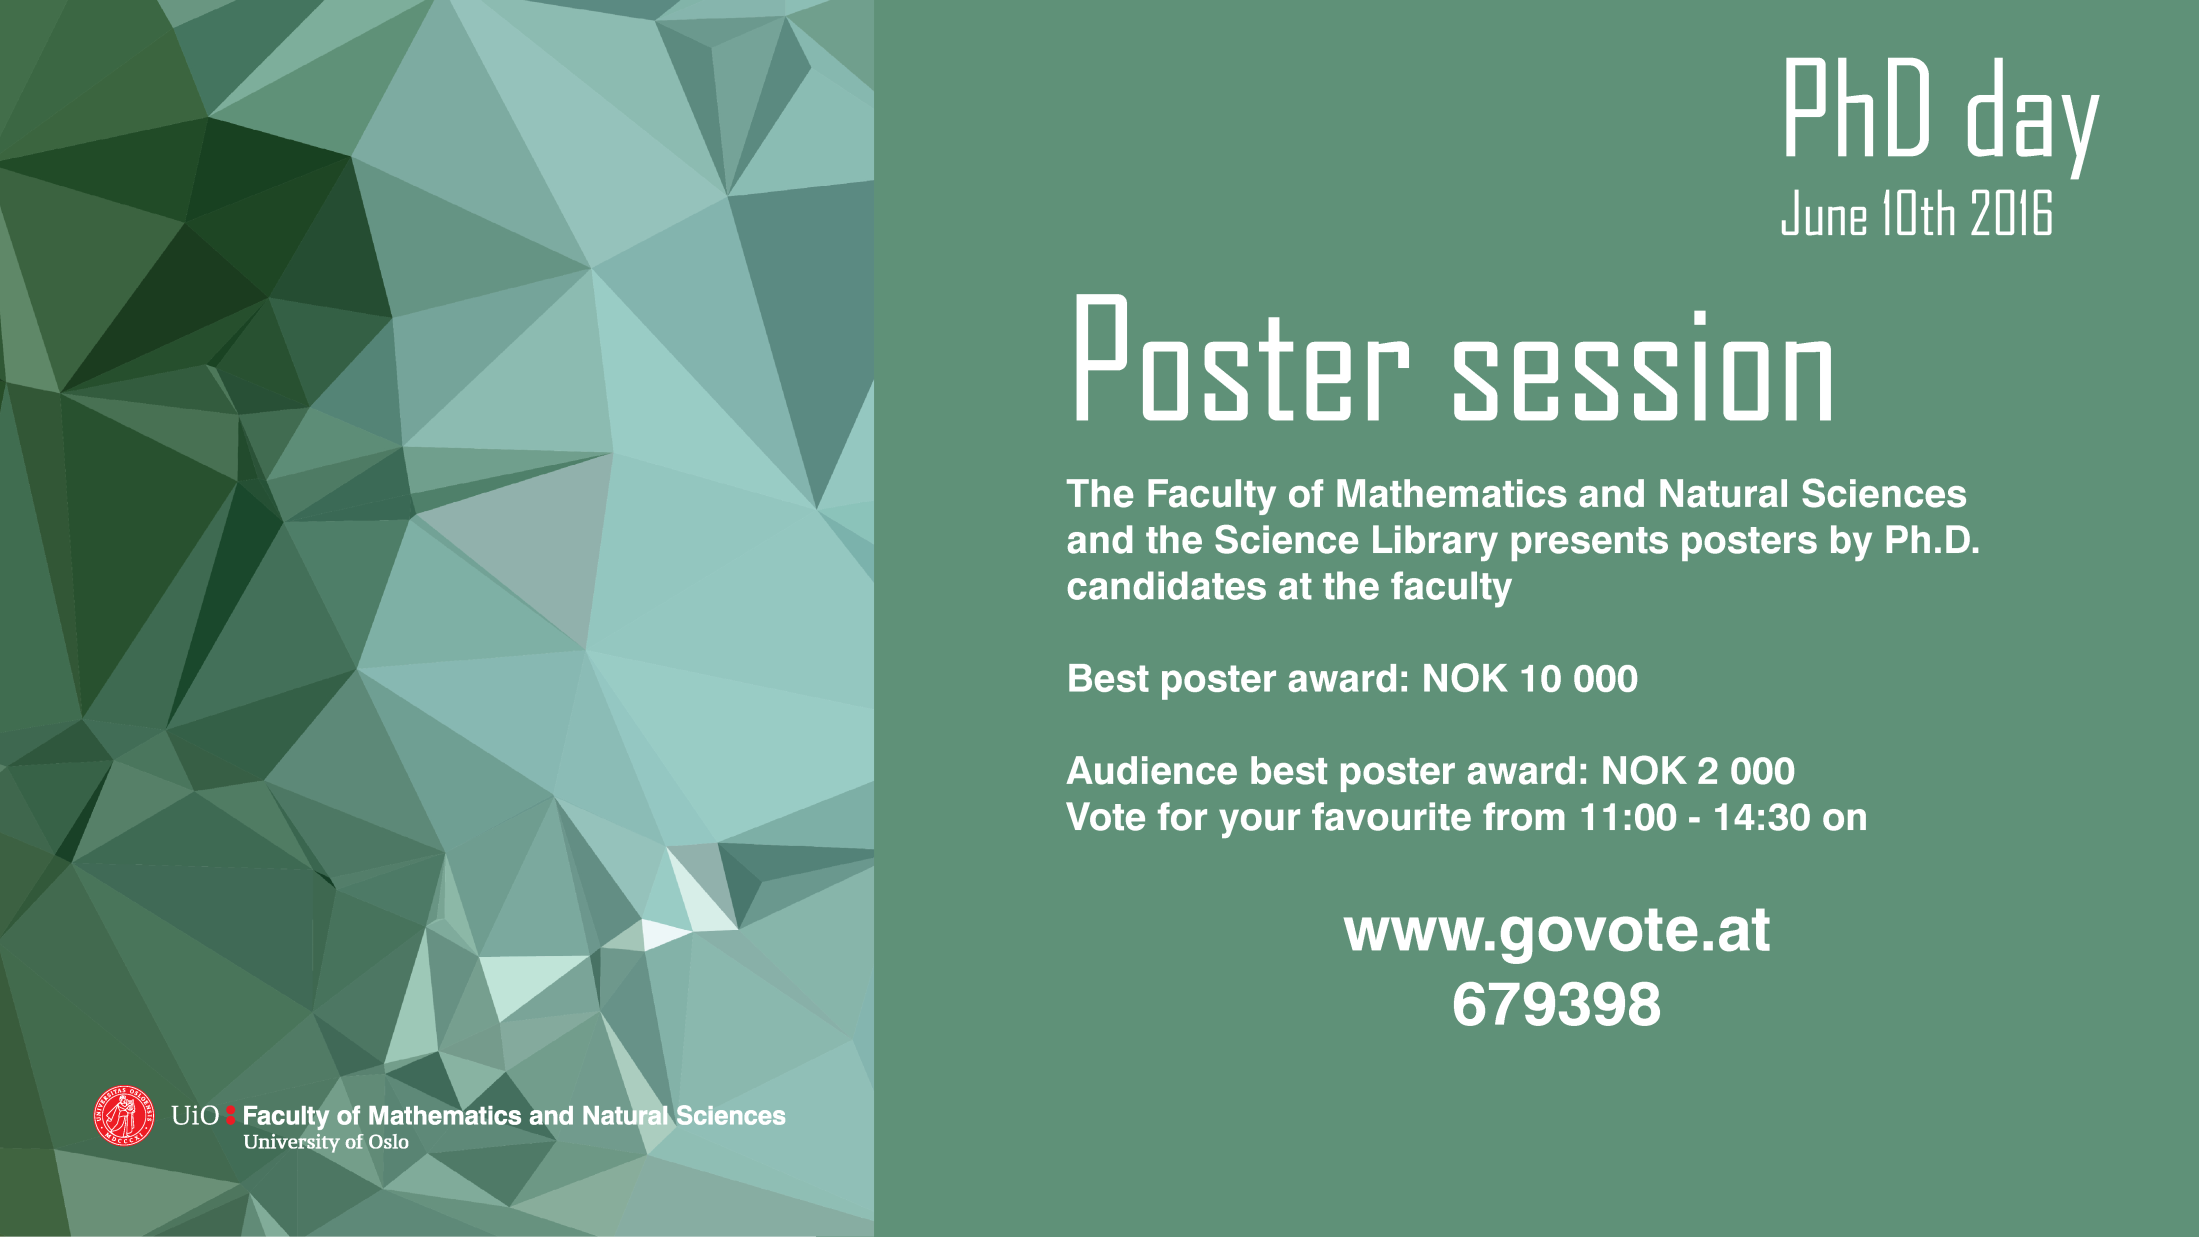 PhD day
June 10th 2016
Poster session
The Faculty of Mathematics and Natural Sciences
and the Science Library presents posters by Ph.D.
candidates at the faculty
Best poster award: NOK 10 000
Audience best poster award: NOK 2 000
Vote for your favourite from 11:00 - 14:30 on
www.govote.at
679398
UNIVERSITAS OSLOENSIS
MDCCCXI
UiO : Faculty of Mathematics and Natural Sciences
University of Oslo